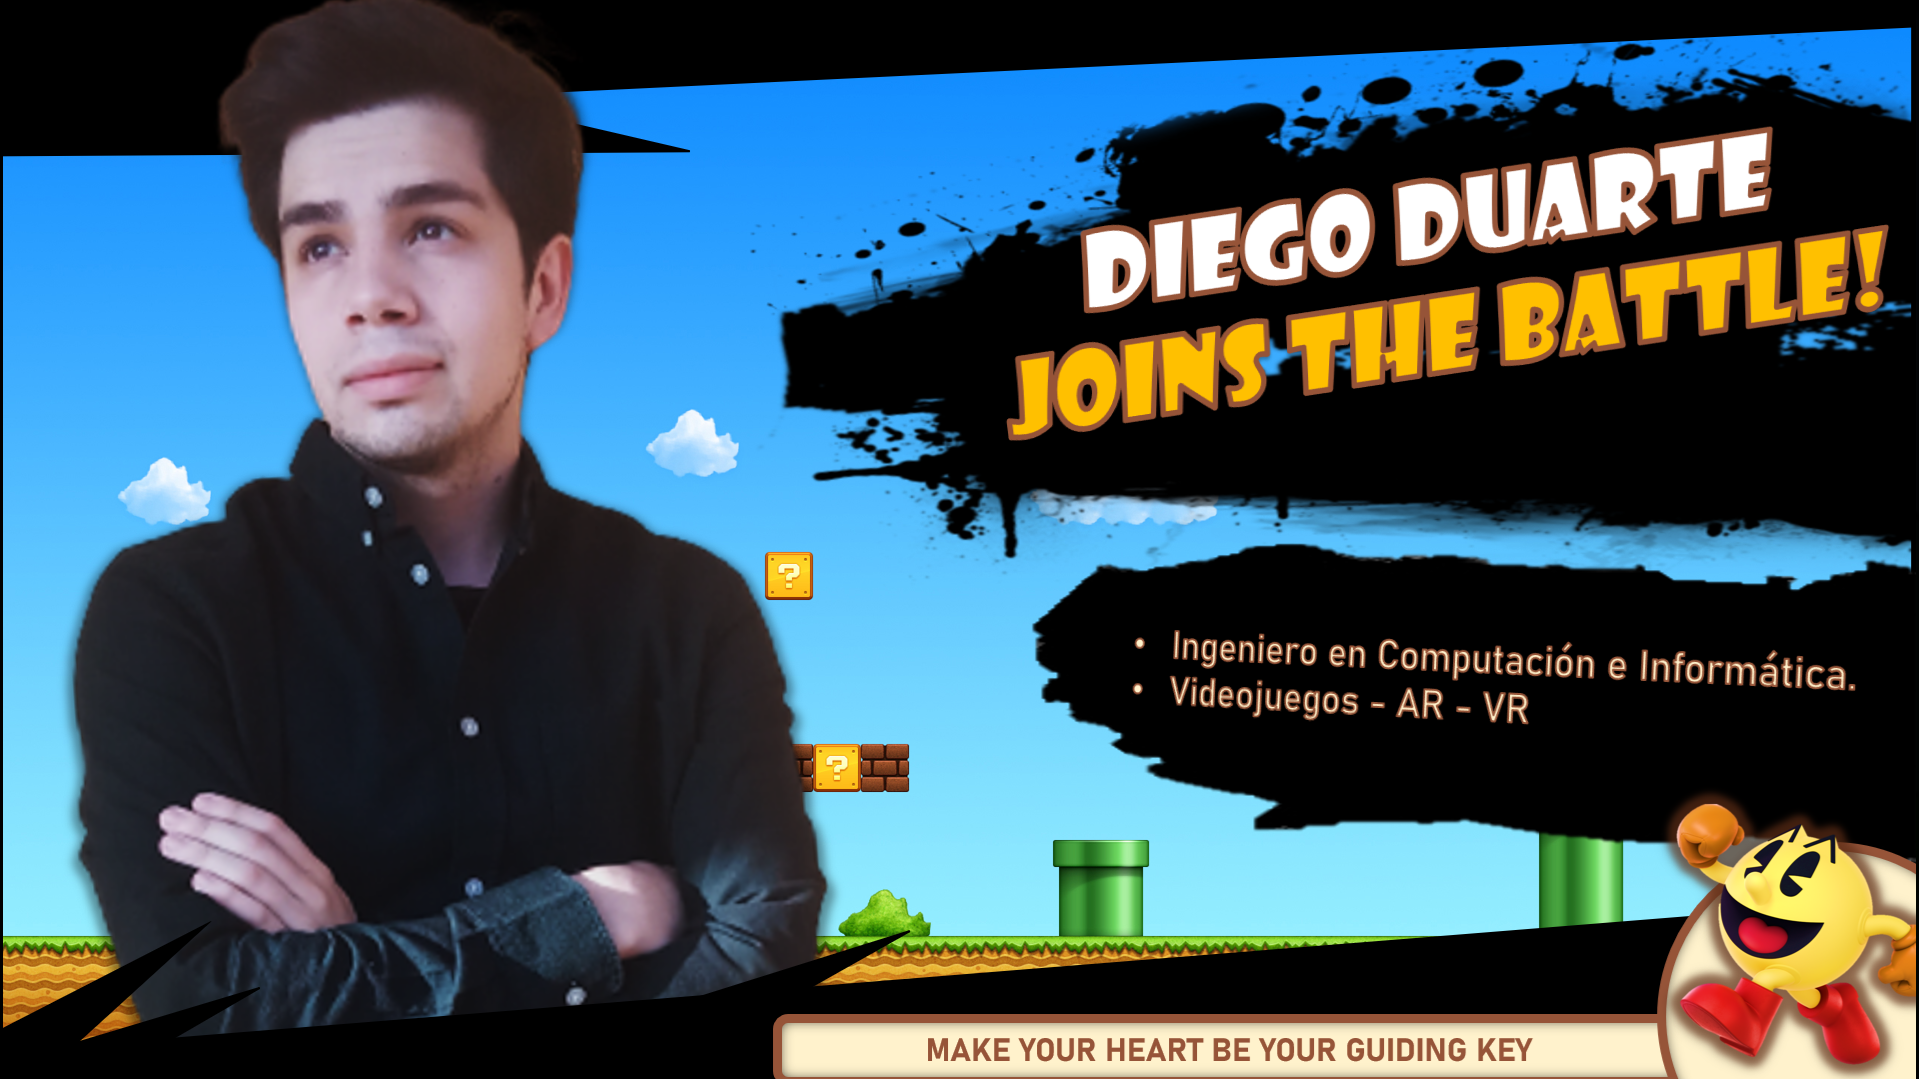 DIEGO DUARTE
JOINS THE BATTLE!
?
• Ingeniero en Computación e Informática.
• Videojuegos - AR - VR
?
MAKE YOUR HEART BE YOUR GUIDING KEY